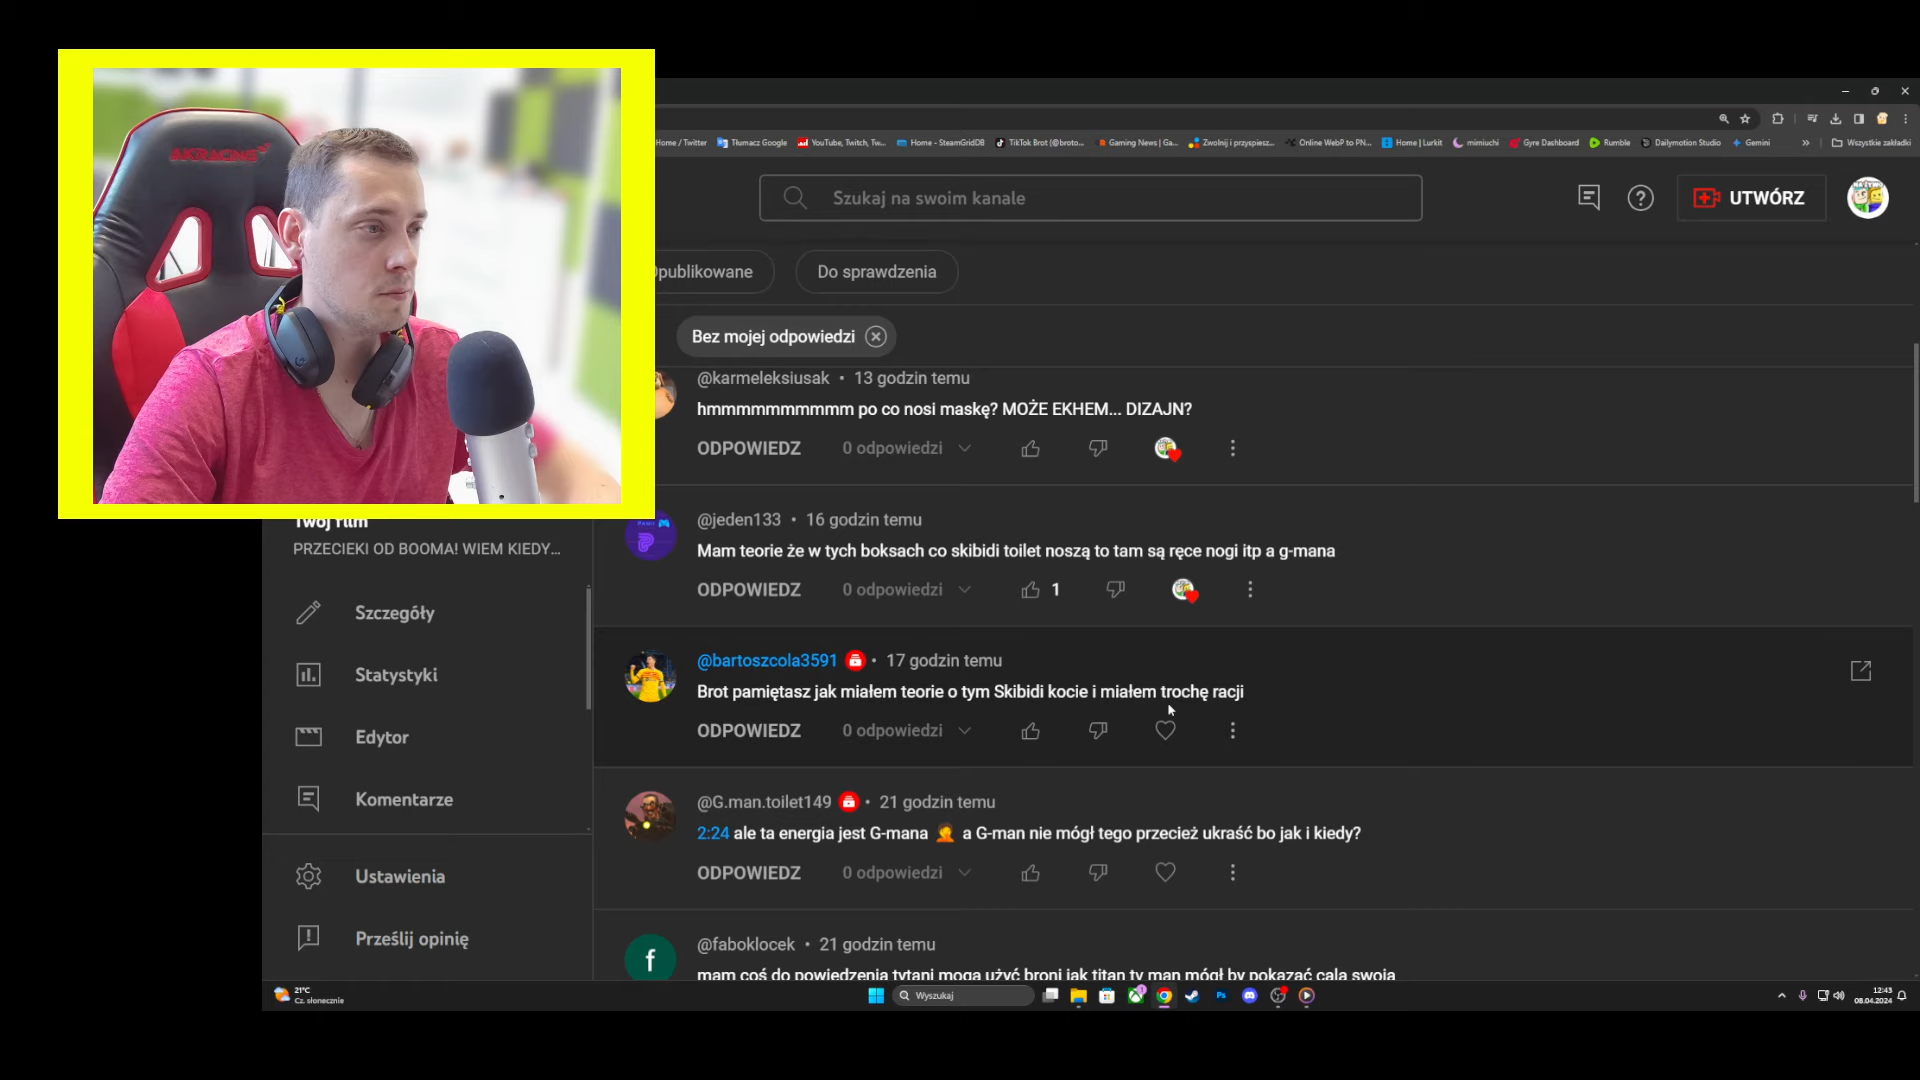 AKRACING
Home / Twitter
Tłumacz Google
YouTube, Twitch, Tw...
Home - SteamGridDB
TikTok Brot (@broto...
Gaming News | Ga...
Zwolnij i przyspiesz...
Online WebP to PN...
Home | Lurkit
mimiuchi
Gyre Dashboard
Rumble
Dailymotion Studio
Gemini
»
Wszystkie zakładki
Szukaj na swoim kanale
UTWÓRZ
publikowane
Do sprawdzenia
Bez mojej odpowiedzi
@karmeleksiusak • 13 godzin temu
hmmmmmmmmmm po co nosi maskę? MOŻE EKHEM... DIZAJN?
ODPOWIEDZ 0 odpowiedzi
@jeden133 • 16 godzin temu
Mam teorie że w tych boksach co skibidi toilet noszą to tam są ręce nogi itp a g-mana
ODPOWIEDZ 0 odpowiedzi 1
@bartoszcola3591 • 17 godzin temu
Brot pamiętasz jak miałem teorie o tym Skibidi kocie i miałem trochę racji
ODPOWIEDZ 0 odpowiedzi
@G.man.toilet149 • 21 godzin temu
2:24 ale ta energia jest G-mana 🤦 a G-man nie mógł tego przecież ukraść bo jak i kiedy?
ODPOWIEDZ 0 odpowiedzi
f
@faboklocek • 21 godzin temu
mam coś do powiedzenia tytani mogą użyć broni jak titan tv man mógł by pokazać całą swoją
Twój film
PRZECIEKI OD BOOMA! WIEM KIEDY...
Szczegóły
Statystyki
Edytor
Komentarze
Ustawienia
Prześlij opinię
21°C
Cz. słonecznie
Wyszukaj
12:43
08.04.2024